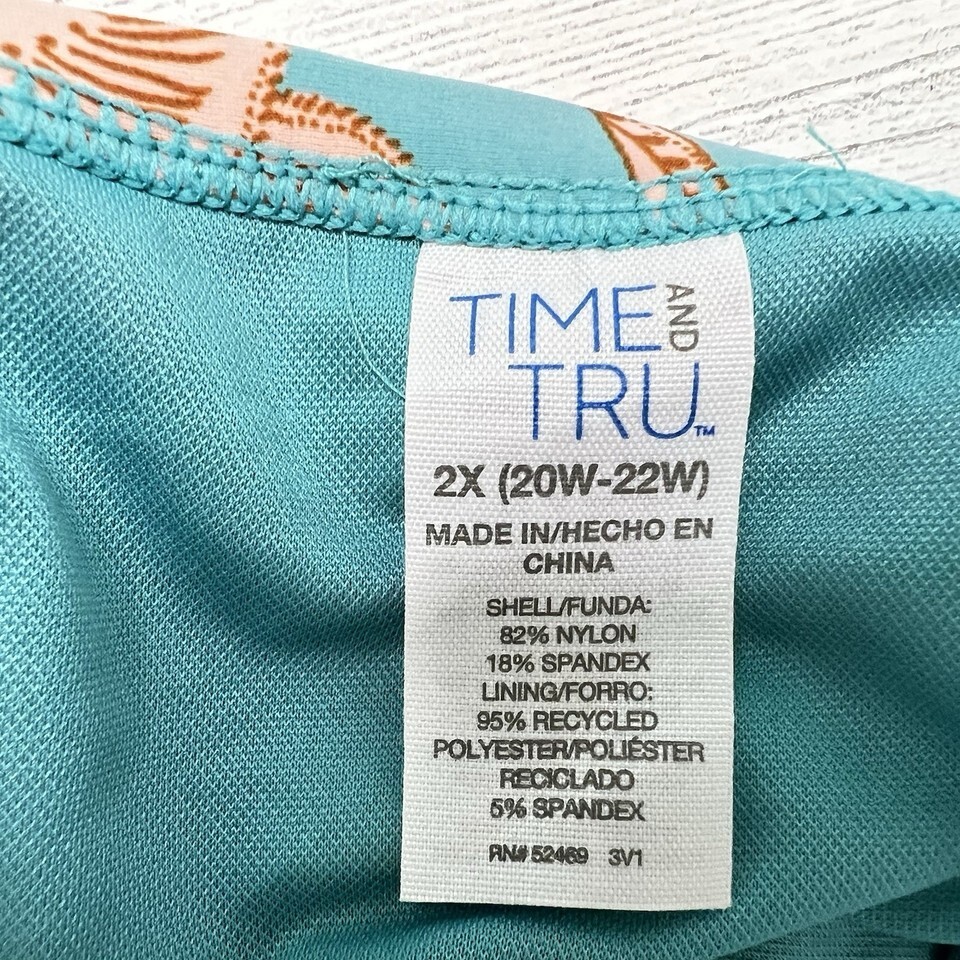 TIME AND
TRU™
2X (20W-22W)
MADE IN/HECHO EN
CHINA
SHELL/FUNDA:
82% NYLON
18% SPANDEX
LINING/FORRO:
95% RECYCLED
POLYESTER/POLIÉSTER
RECICLADO
5% SPANDEX
RN# 52469 3V1